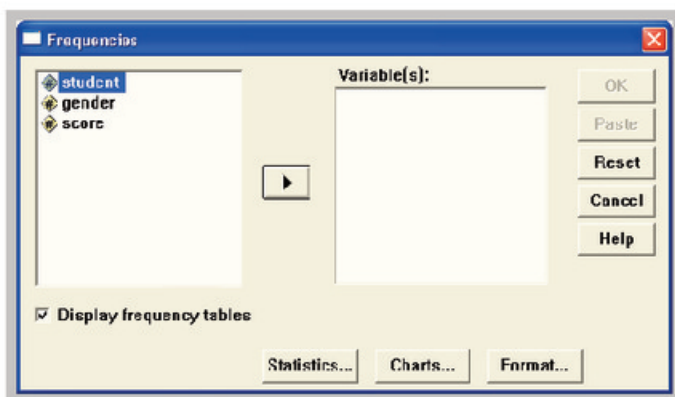 Frequencies
student
gender
score
Variable(s):
OK
Paste
Reset
Cancel
Help
Display frequency tables
Statistics...
Charts...
Format...